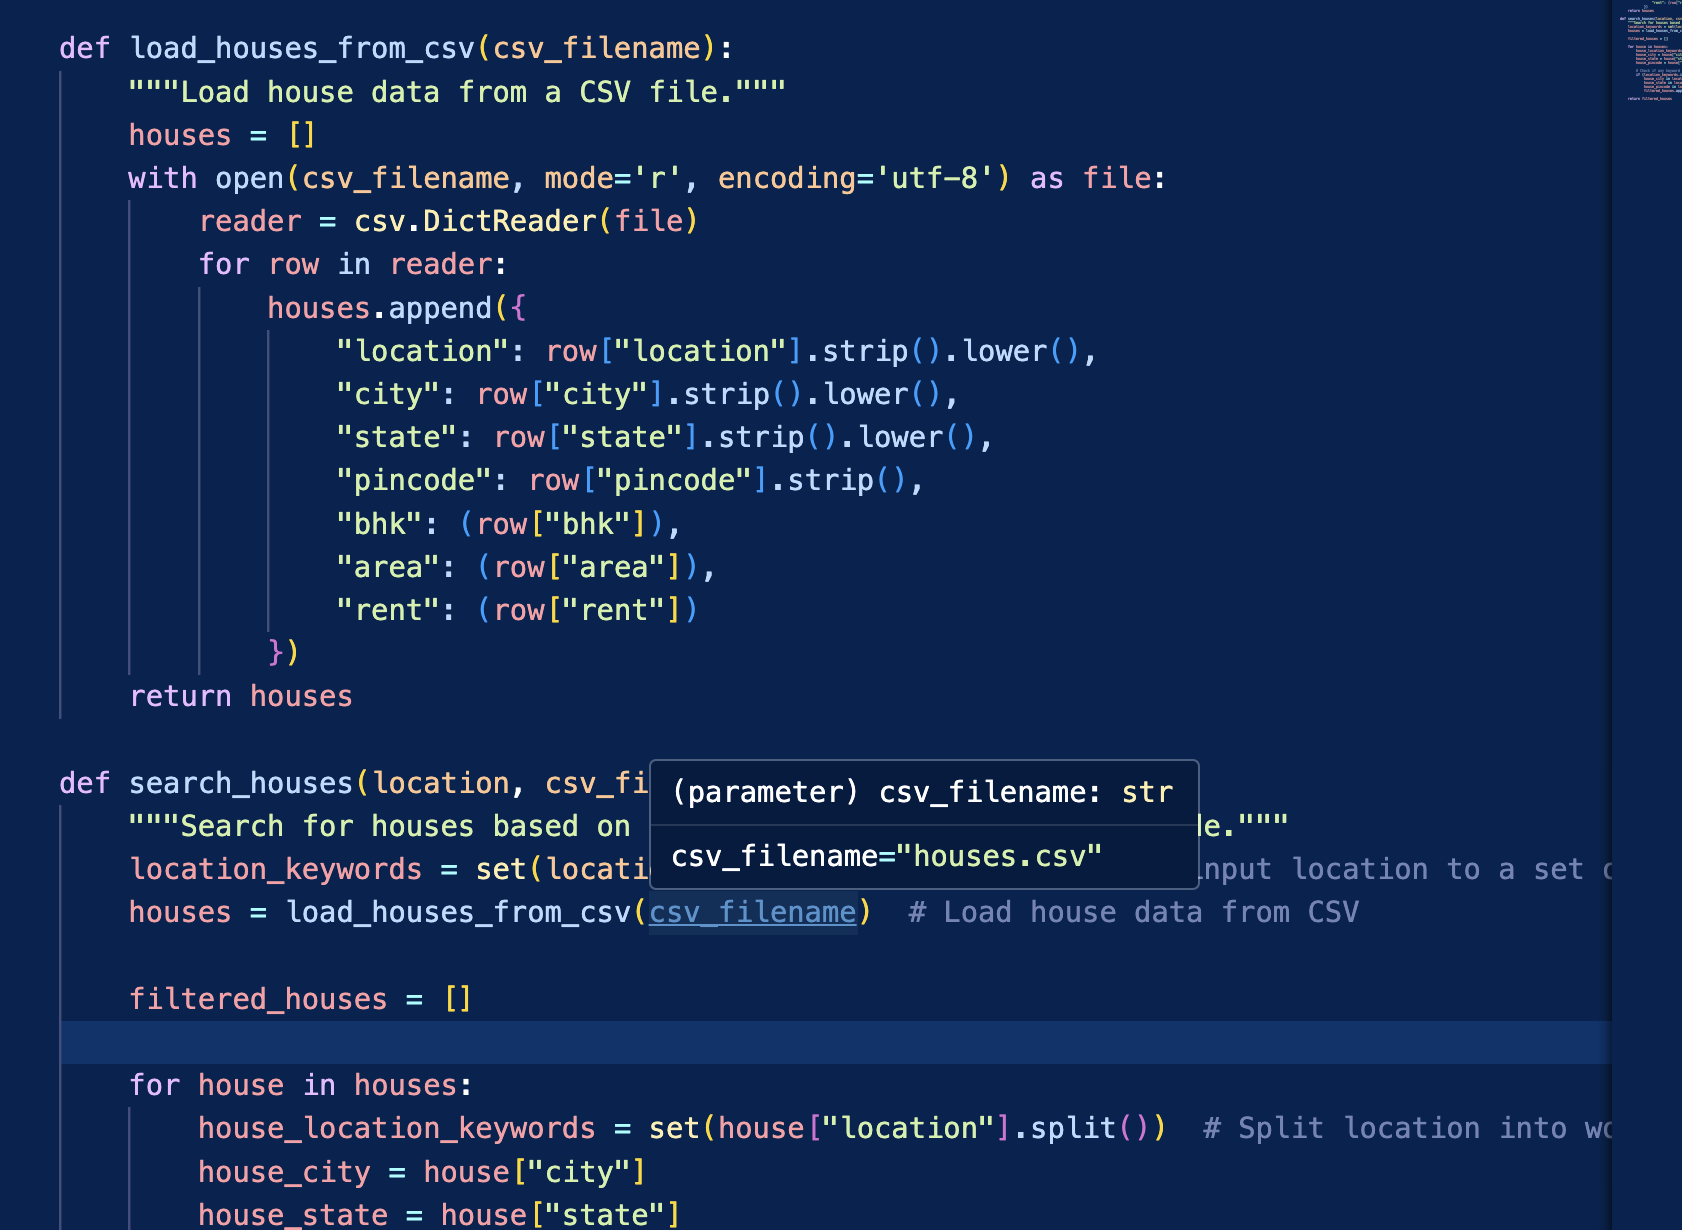 def load_houses_from_csv(csv_filename):
"""Load house data from a CSV file."""
houses = []
with open(csv_filename, mode='r', encoding='utf-8') as file:
reader = csv.DictReader(file)
for row in reader:
houses.append({
"location": row["location"].strip().lower(),
"city": row["city"].strip().lower(),
"state": row["state"].strip().lower(),
"pincode": row["pincode"].strip(),
"bhk": (row["bhk"]),
"area": (row["area"]),
"rent": (row["rent"])
})
return houses
def search_houses(location, csv_fi
(parameter) csv_filename: str
"""Search for houses based on
de."""
csv_filename="houses.csv"
location_keywords = set(locati
input location to a set
houses = load_houses_from_csv(csv_filename) # Load house data from CSV
filtered_houses = []
for house in houses:
house_location_keywords = set(house["location"].split()) # Split location into wo
house_city = house["city"]
house_state = house["state"]